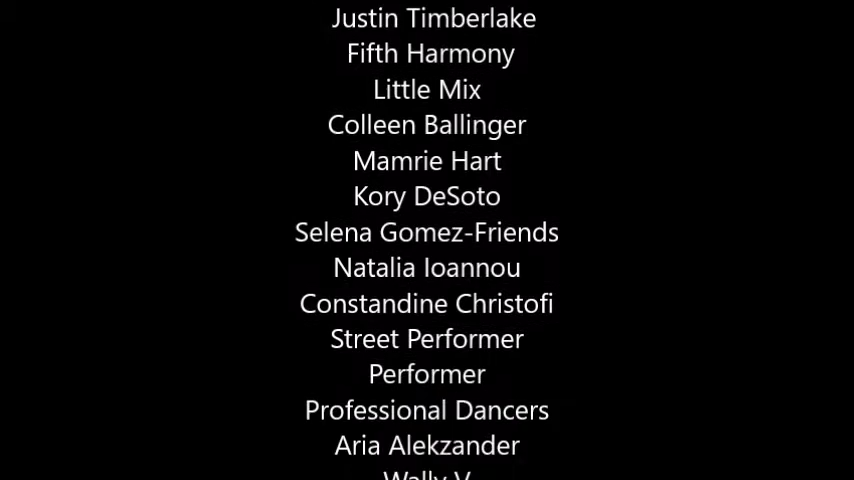 Justin Timberlake
Fifth Harmony
Little Mix
Colleen Ballinger
Mamrie Hart
Kory DeSoto
Selena Gomez-Friends
Natalia Ioannou
Constandine Christofi
Street Performer
Performer
Professional Dancers
Aria Alekzander
Wally V